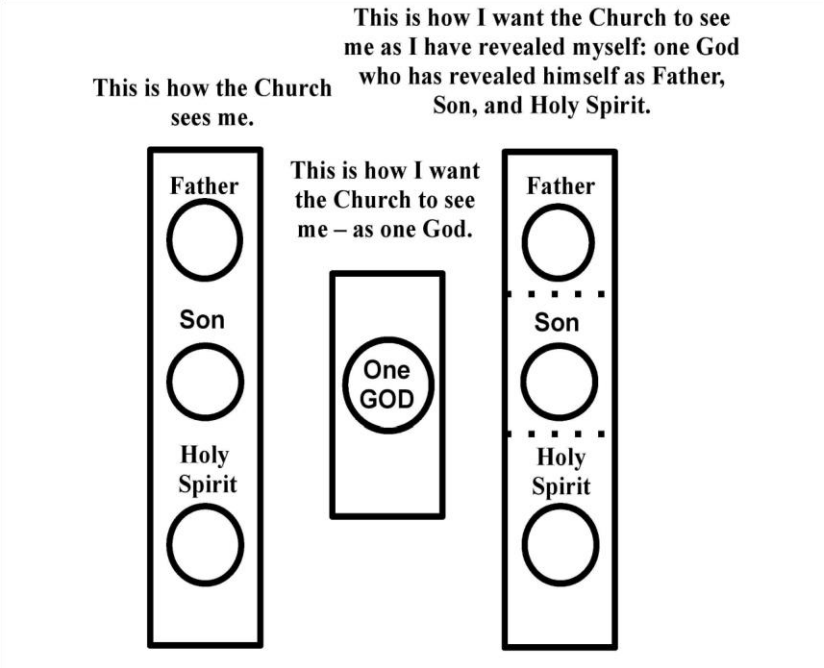 This is how the Church
sees me.
Father
Son
Holy
Spirit
This is how I want
the Church to see
me – as one God.
One
GOD
This is how I want the Church to see
me as I have revealed myself: one God
who has revealed himself as Father,
Son, and Holy Spirit.
Father
Son
Holy
Spirit